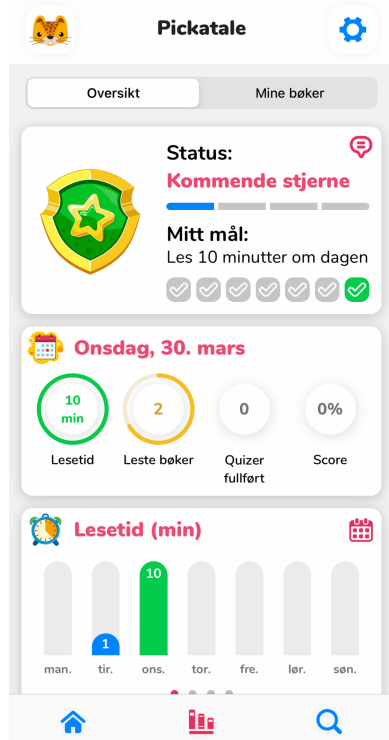 Pickatale
Oversikt
Mine bøker
Status:
Kommende stjerne
Mitt mål:
Les 10 minutter om dagen
Onsdag, 30. mars
10
min
2
0
0%
Lesetid
Leste bøker
Quizer
fullført
Score
Lesetid (min)
10
1
man.
tir.
ons.
tor.
fre.
lør.
søn.